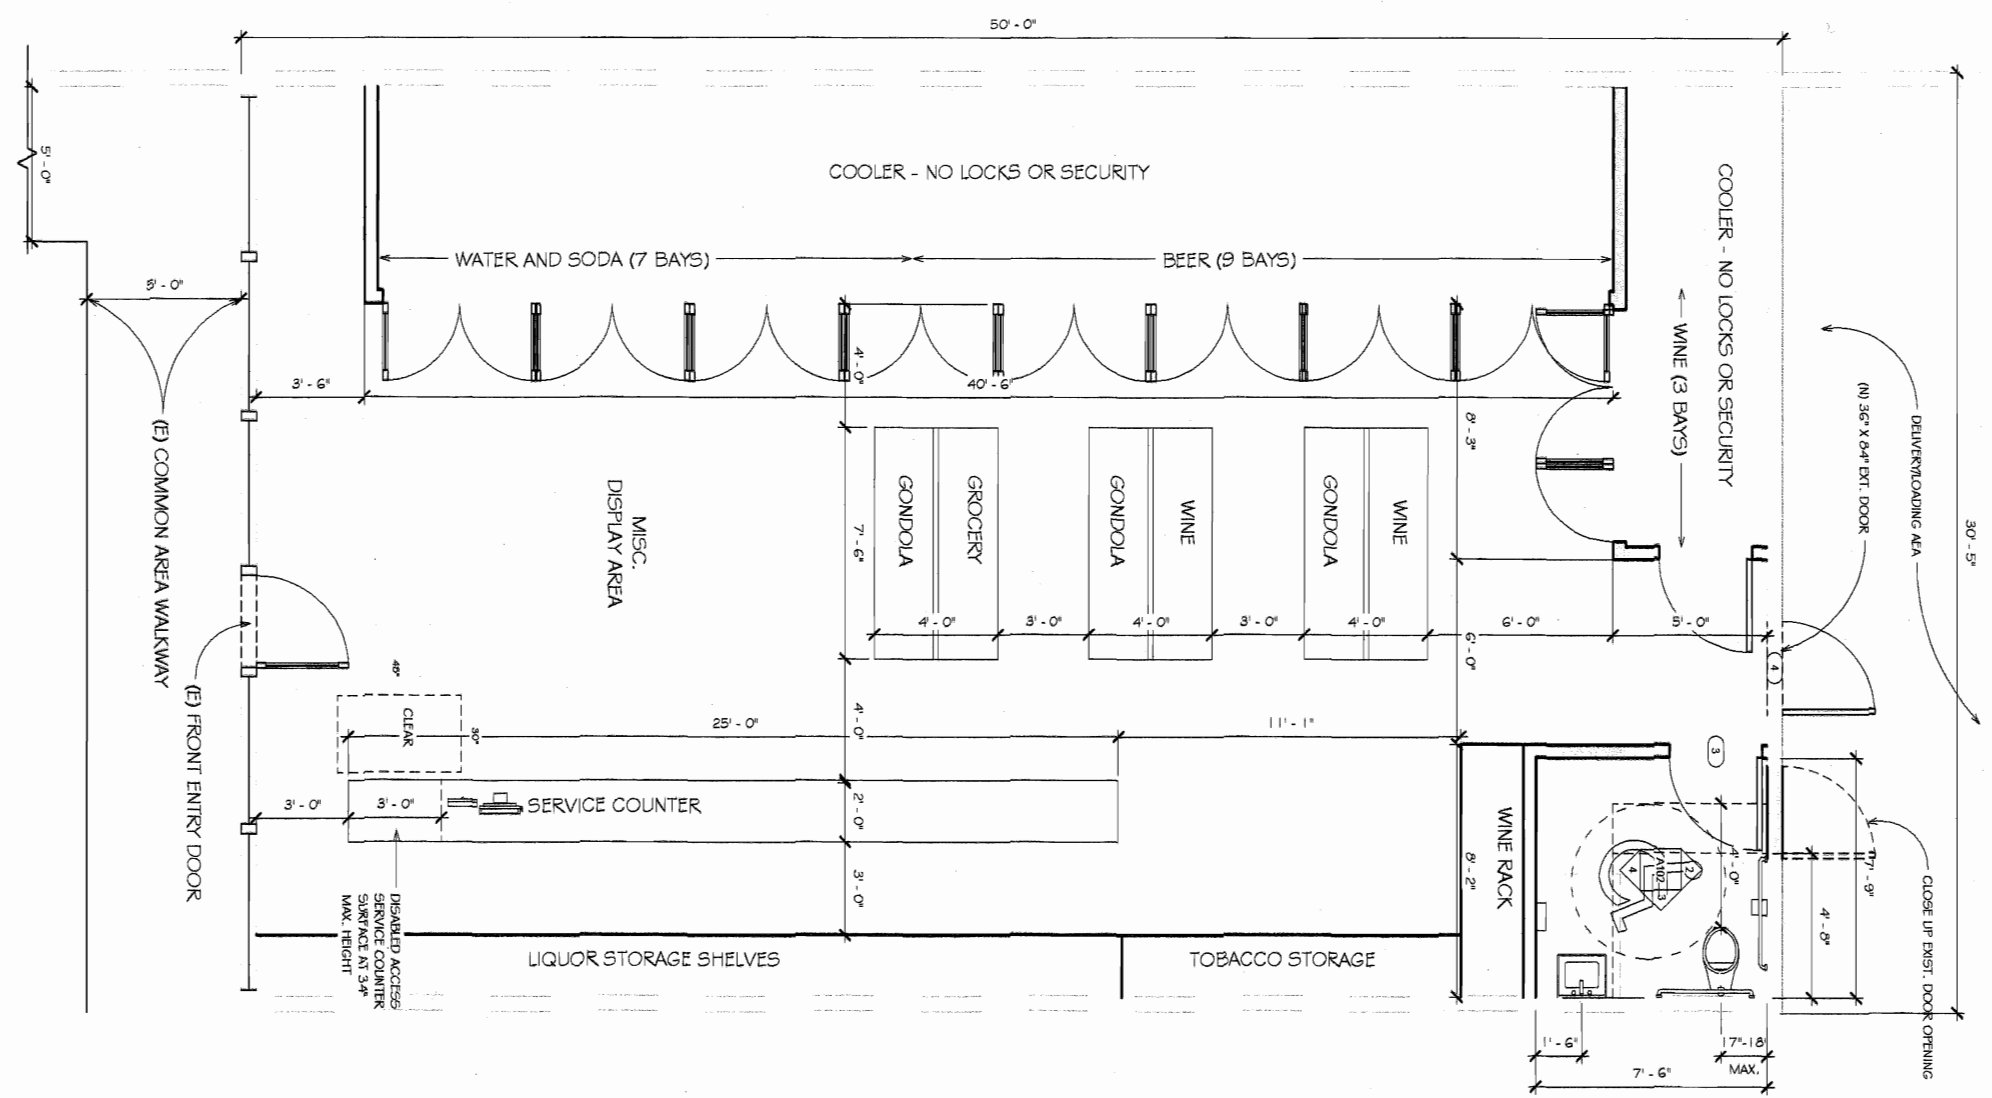 50' - 0"
5' - 0"
COOLER - NO LOCKS OR SECURITY
COOLER - NO LOCKS OR SECURITY
WATER AND SODA (7 BAYS)
BEER (9 BAYS)
WINE (3 BAYS)
5' - 0"
3' - 6"
4' - 0"
40' - 6"
8' - 3"
(N) 36" X 84" EXT. DOOR
DELIVERY/LOADING AEA
30' - 5"
(E) COMMON AREA WALKWAY
MISC.
DISPLAY AREA
GROCERY
GONDOLA
WINE
GONDOLA
WINE
GONDOLA
7' - 6"
4' - 0"
3' - 0"
4' - 0"
3' - 0"
4' - 0"
6' - 0"
5' - 0"
6' - 0"
4
(E) FRONT ENTRY DOOR
48"
CLEAR
30"
25' - 0"
4' - 0"
11' - 1"
3
3' - 0"
3' - 0"
SERVICE COUNTER
2' - 0"
3' - 0"
8' - 2"
WINE RACK
4
A102
2
3
4' - 0"
7' - 9"
4' - 8"
CLOSE UP EXIST. DOOR OPENING
DISABLED ACCESS
SERVICE COUNTER
SURFACE AT 34"
MAX. HEIGHT
LIQUOR STORAGE SHELVES
TOBACCO STORAGE
1' - 6"
17"-18"
MAX.
7' - 6"